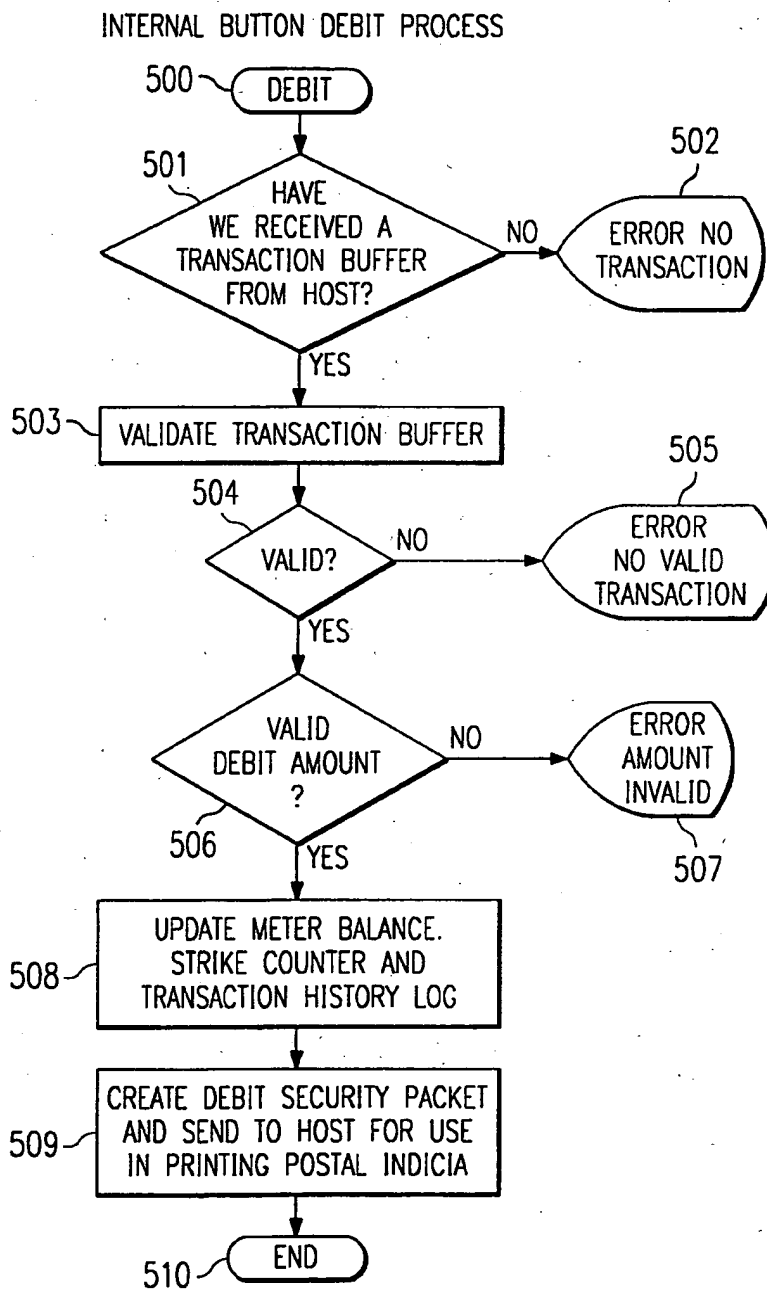 INTERNAL BUTTON DEBIT PROCESS
500
DEBIT
501
HAVE
WE RECEIVED A
TRANSACTION BUFFER
FROM HOST?
NO
502
ERROR NO
TRANSACTION
YES
503
VALIDATE TRANSACTION BUFFER
504
VALID?
NO
505
ERROR
NO VALID
TRANSACTION
YES
VALID
DEBIT AMOUNT
?
506
NO
ERROR
AMOUNT
INVALID
507
YES
508
UPDATE METER BALANCE.
STRIKE COUNTER AND
TRANSACTION HISTORY LOG
509
CREATE DEBIT SECURITY PACKET
AND SEND TO HOST FOR USE
IN PRINTING POSTAL INDICIA
510
END